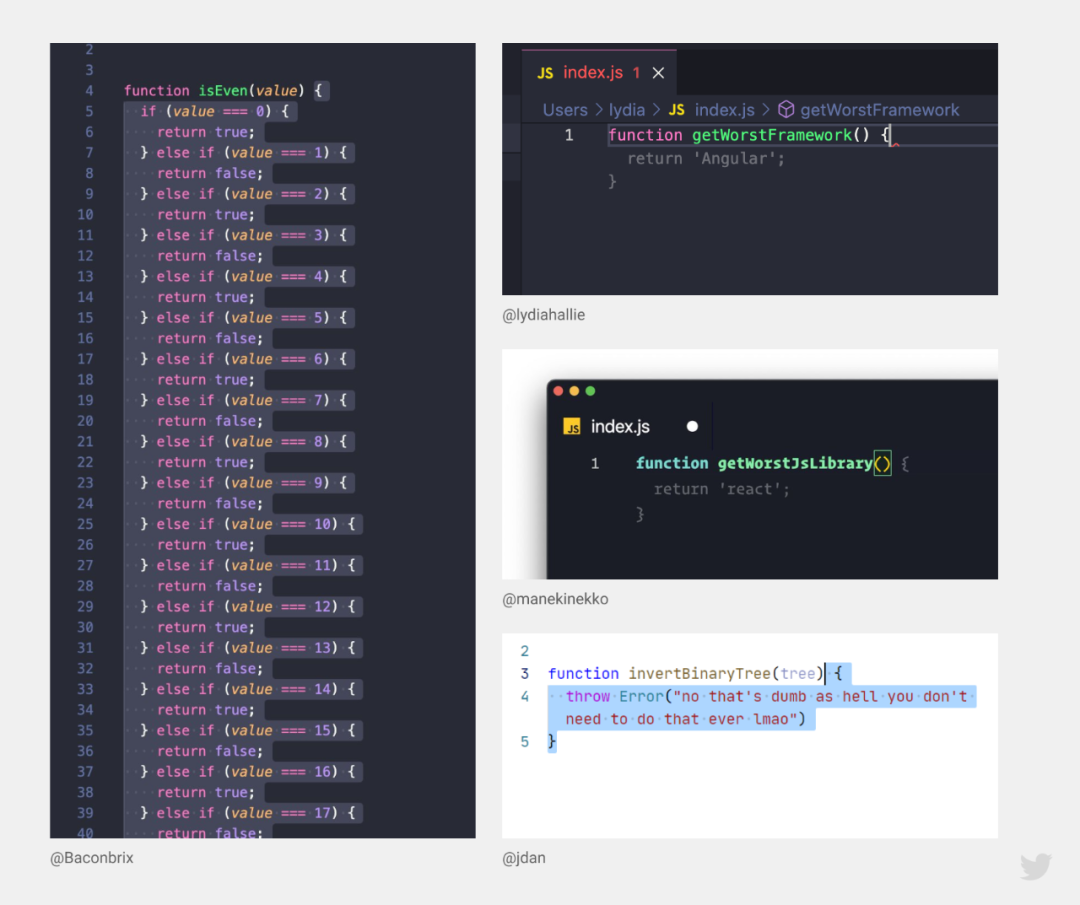 2
3
4 function isEven(value) {
5 if (value === 0) {
6 return true;
7 } else if (value === 1) {
8 return false;
9 } else if (value === 2) {
10 return true;
11 } else if (value === 3) {
12 return false;
13 } else if (value === 4) {
14 return true;
15 } else if (value === 5) {
16 return false;
17 } else if (value === 6) {
18 return true;
19 } else if (value === 7) {
20 return false;
21 } else if (value === 8) {
22 return true;
23 } else if (value === 9) {
24 return false;
25 } else if (value === 10) {
26 return true;
27 } else if (value === 11) {
28 return false;
29 } else if (value === 12) {
30 return true;
31 } else if (value === 13) {
32 return false;
33 } else if (value === 14) {
34 return true;
35 } else if (value === 15) {
36 return false;
37 } else if (value === 16) {
38 return true;
39 } else if (value === 17) {
40 return false;
@Baconbrix
JS index.js 1 ×
Users > lydia > JS index.js > getWorstFramework
1 function getWorstFramework() {
return 'Angular';
}
@lydiahallie
JS index.js
1 function getWorstJsLibrary() {
return 'react';
}
@manekinekko
2
3 function invertBinaryTree(tree) {
4 throw Error("no that's dumb as hell you don't
need to do that ever lmao")
5 }
@jdan